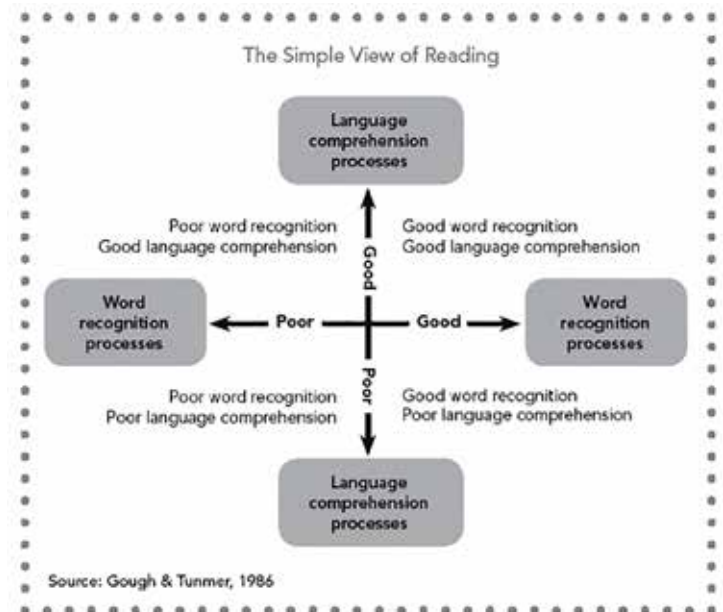 The Simple View of Reading
Language
comprehension
processes
Poor word recognition
Good language comprehension
Good
Good word recognition
Good language comprehension
Word
recognition
processes
Poor
Good
Word
recognition
processes
Poor word recognition
Poor language comprehension
Poor
Good word recognition
Poor language comprehension
Language
comprehension
processes
Source: Gough & Tunmer, 1986